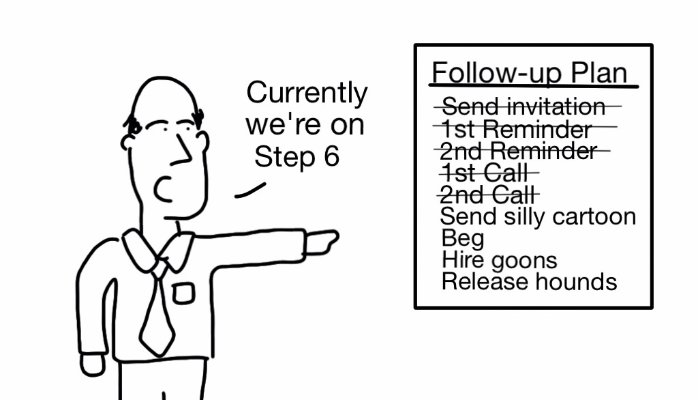 Currently
we're on
Step 6
Follow-up Plan
Send invitation
1st Reminder
2nd Reminder
1st Call
2nd Call
Send silly cartoon
Beg
Hire goons
Release hounds